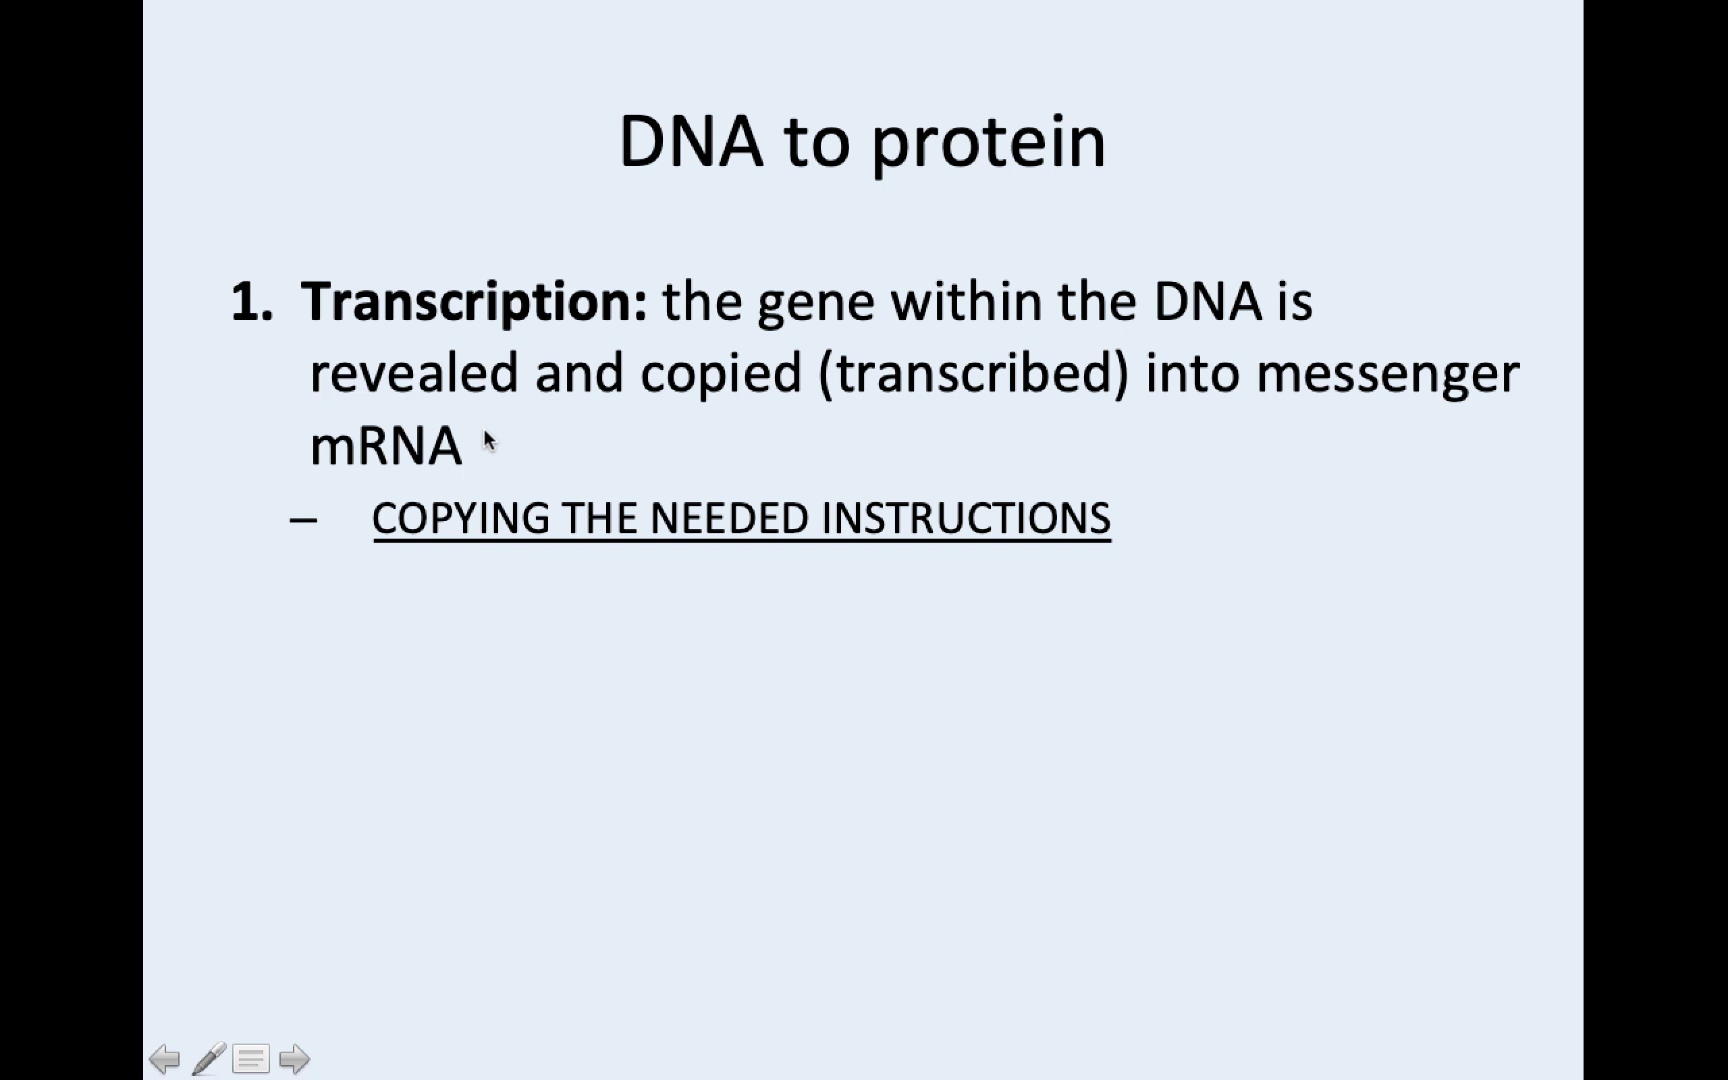 DNA to protein
1. Transcription: the gene within the DNA is
revealed and copied (transcribed) into messenger
mRNA
– COPYING THE NEEDED INSTRUCTIONS